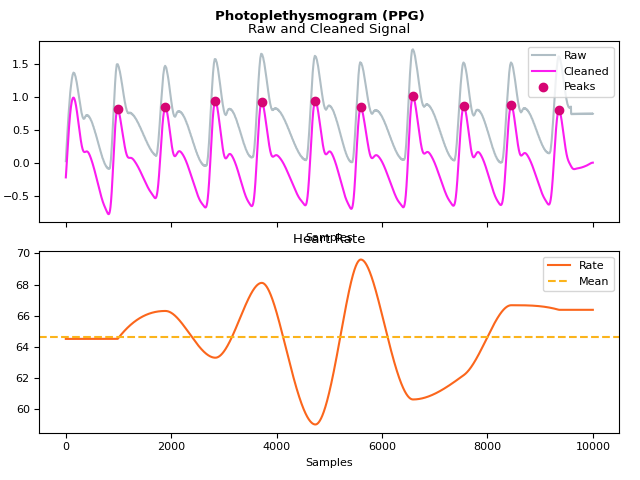 Photoplethysmogram (PPG)
Raw and Cleaned Signal
Raw
Cleaned
Peaks
1.5
1.0
0.5
0.0
−0.5
Samples
Heart Rate
Rate
Mean
70
68
66
64
62
60
0 2000 4000 6000 8000 10000
Samples